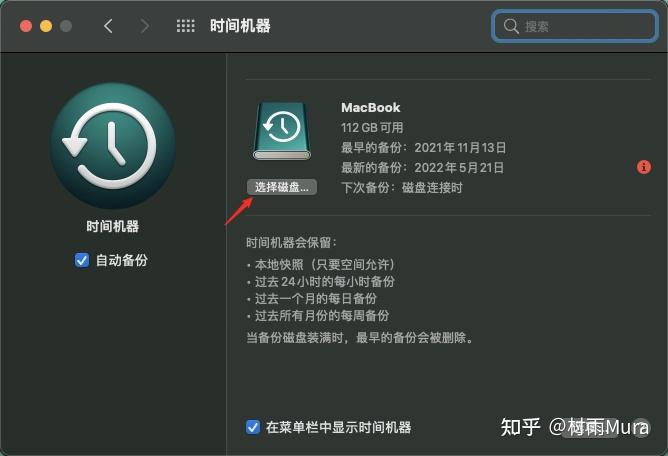 时间机器
搜索
MacBook
112 GB 可用
最早的备份：2021年11月13日
最新的备份：2022年5月21日
下次备份：磁盘连接时
选择磁盘...
时间机器
自动备份
时间机器会保留：
• 本地快照（只要空间允许）
• 过去24小时的每小时备份
• 过去一个月的每日备份
• 过去所有月份的每周备份
当备份磁盘装满时，最早的备份会被删除。
在菜单栏中显示时间机器
知乎 @村雨Mura